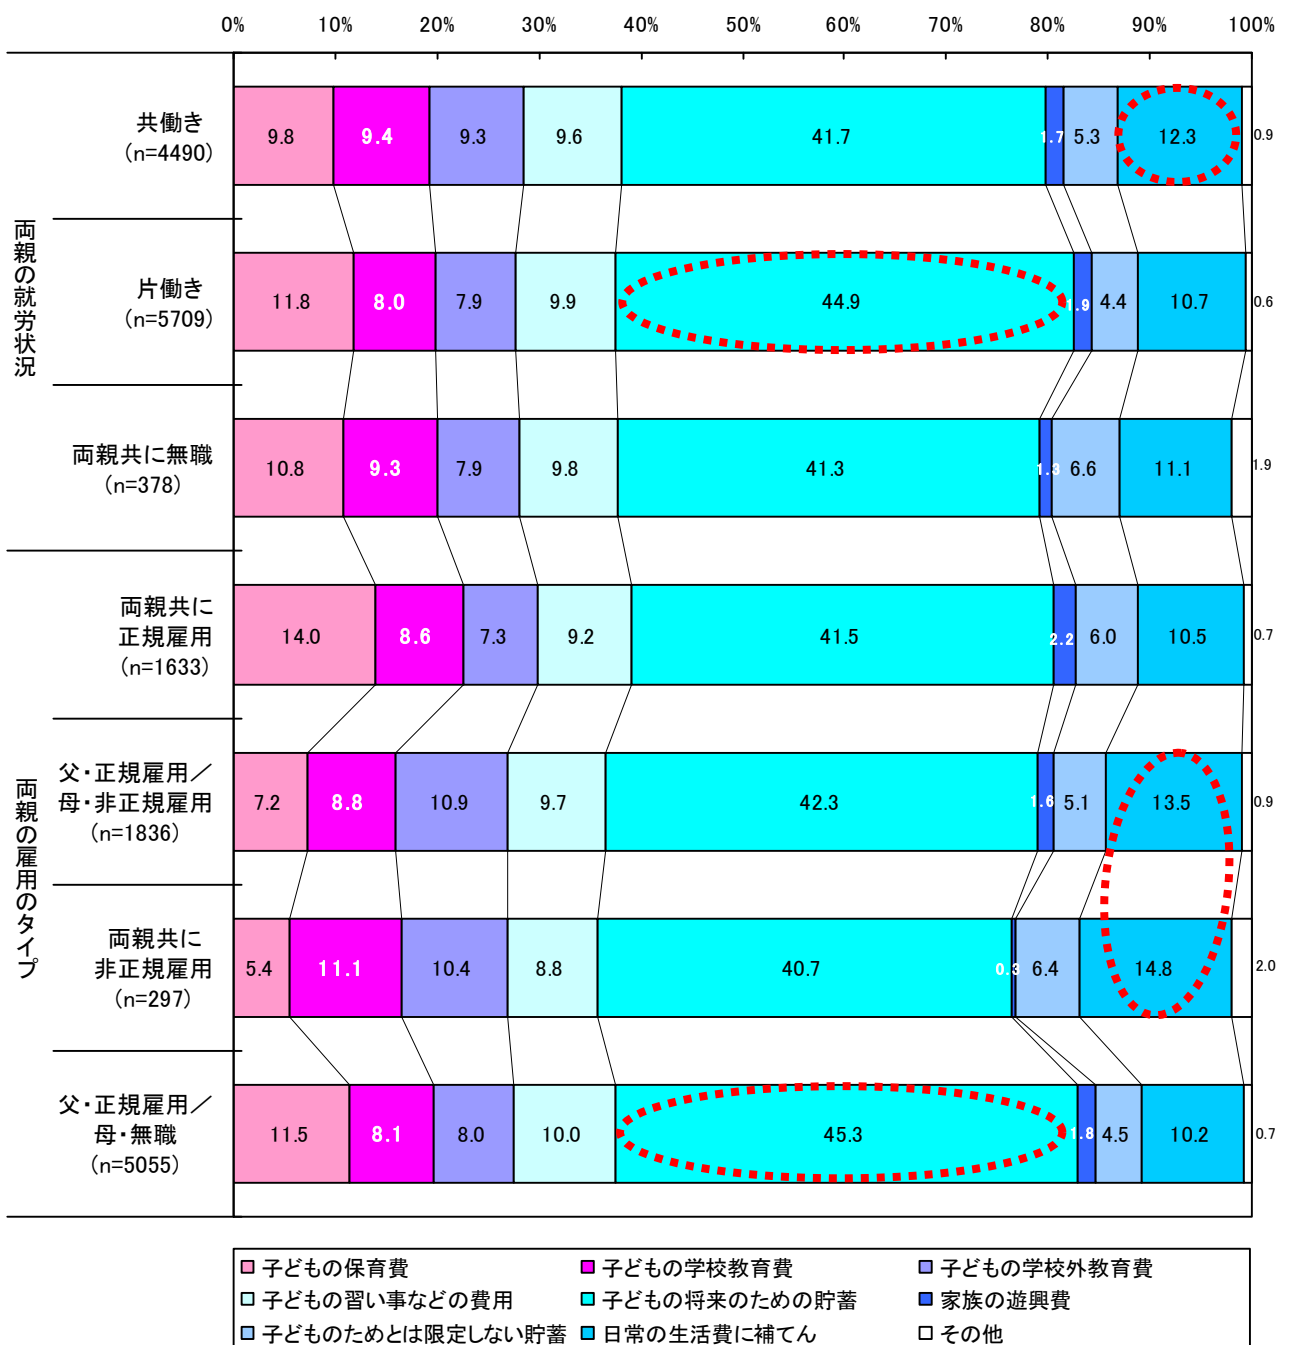 0% 10% 20% 30% 40% 50% 60% 70% 80% 90% 100%
両親の就労状況
共働き
(n=4490)
9.8 9.4 9.3 9.6 41.7 1.7 5.3 12.3 0.9
片働き
(n=5709)
11.8 8.0 7.9 9.9 44.9 1.9 4.4 10.7 0.6
両親共に無職
(n=378)
10.8 9.3 7.9 9.8 41.3 1.3 6.6 11.1 1.9
両親の雇用のタイプ
両親共に
正規雇用
(n=1633)
14.0 8.6 7.3 9.2 41.5 2.2 6.0 10.5 0.7
父・正規雇用／
母・非正規雇用
(n=1836)
7.2 8.8 10.9 9.7 42.3 1.6 5.1 13.5 0.9
両親共に
非正規雇用
(n=297)
5.4 11.1 10.4 8.8 40.7 0.3 6.4 14.8 2.0
父・正規雇用／
母・無職
(n=5055)
11.5 8.1 8.0 10.0 45.3 1.8 4.5 10.2 0.7
子どもの保育費 子どもの学校教育費 子どもの学校外教育費
子どもの習い事などの費用 子どもの将来のための貯蓄 家族の遊興費
子どものためとは限定しない貯蓄 日常の生活費に補てん その他